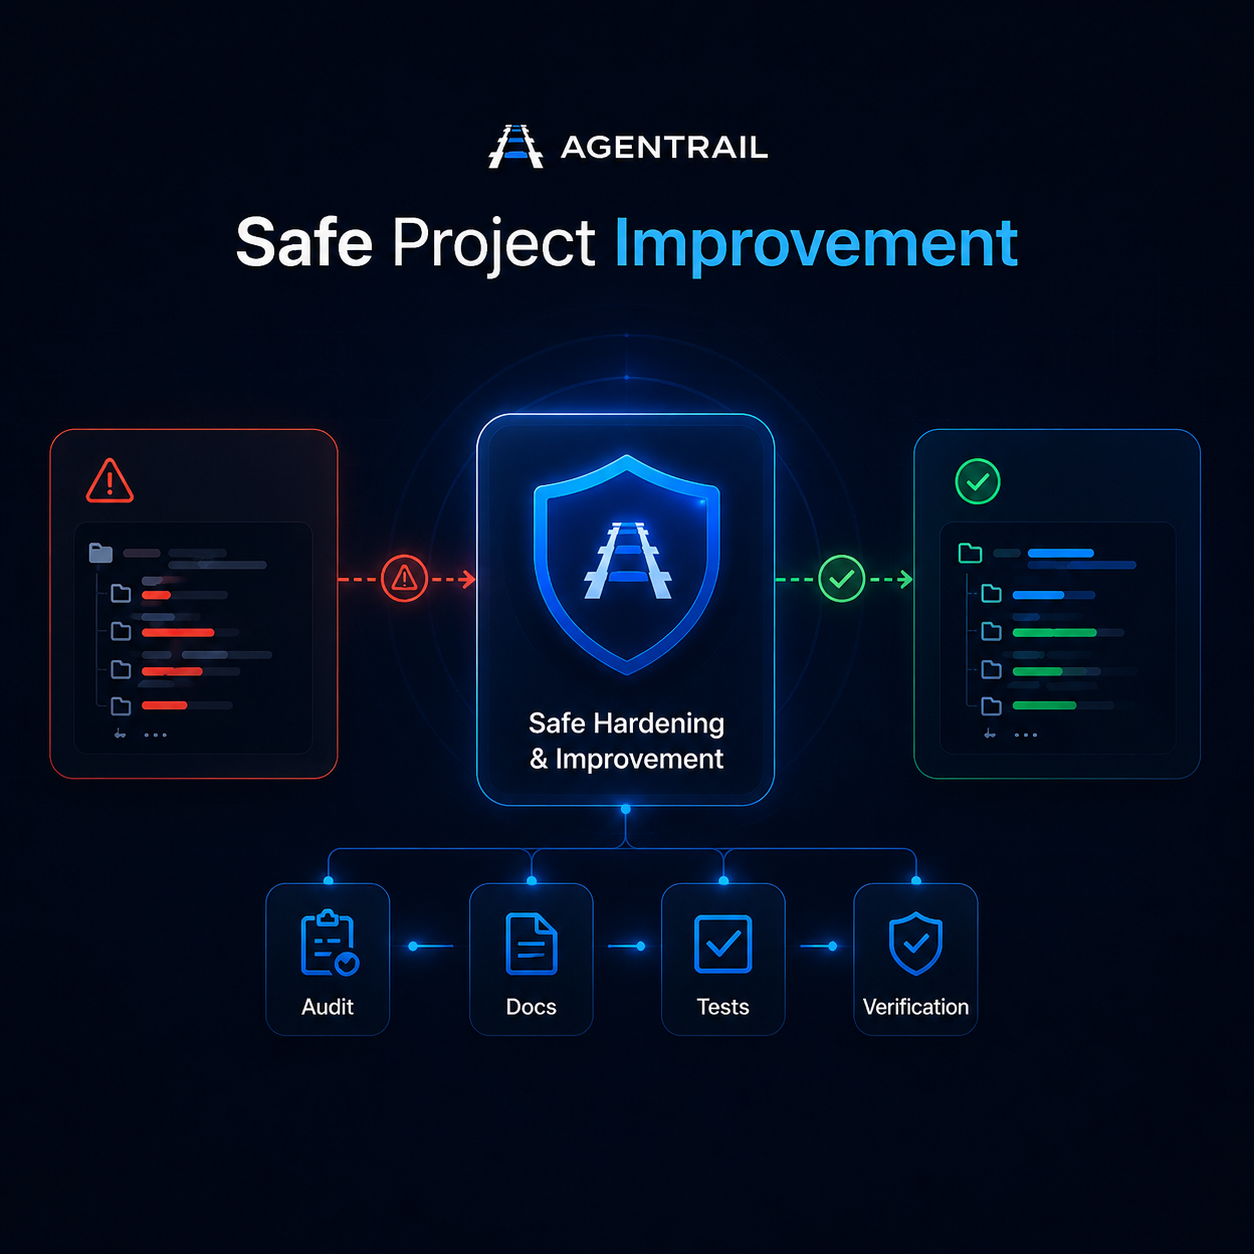 AGENTRAIL
Safe Project Improvement
Safe Hardening
& Improvement
Audit
Docs
Tests
Verification